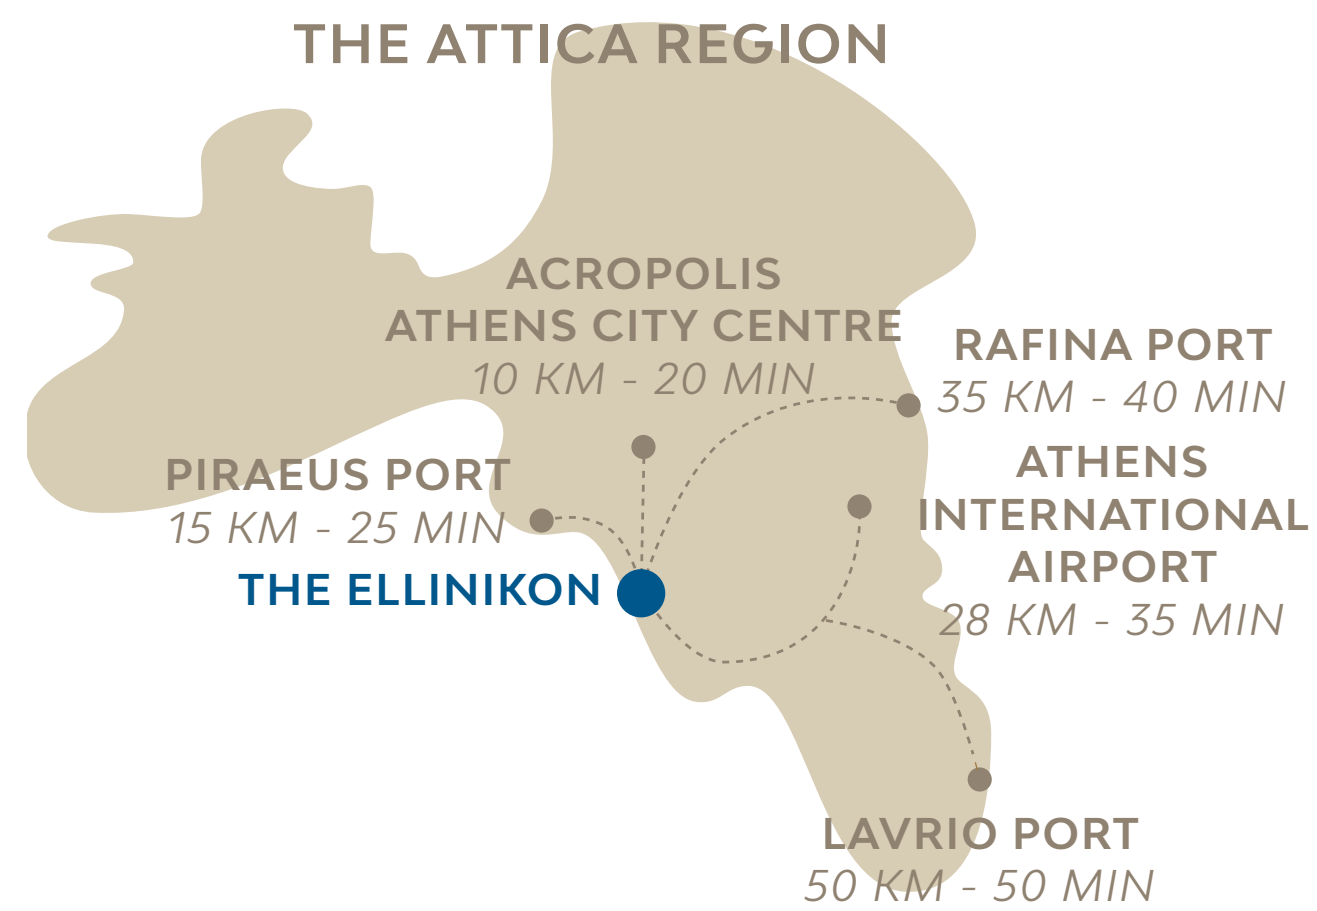 THE ATTICA REGION
ACROPOLIS
ATHENS CITY CENTRE
10 KM - 20 MIN
RAFINA PORT
35 KM - 40 MIN
ATHENS
INTERNATIONAL
AIRPORT
28 KM - 35 MIN
PIRAEUS PORT
15 KM - 25 MIN
THE ELLINIKON
LAVRIO PORT
50 KM - 50 MIN